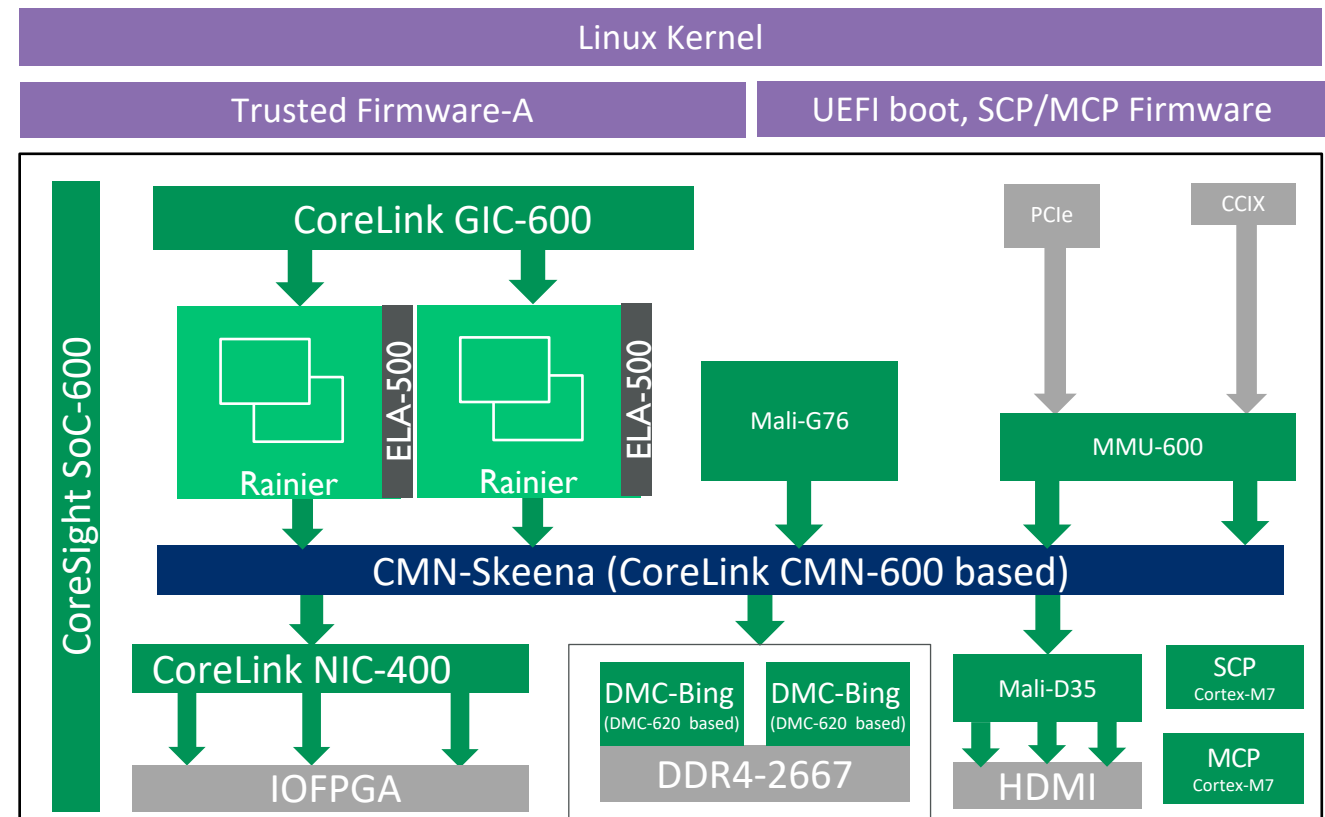 Linux Kernel
Trusted Firmware-A
UEFI boot, SCP/MCP Firmware
CoreSight SoC-600
CoreLink GIC-600
PCIe
CCIX
Rainier
ELA-500
Rainier
ELA-500
Mali-G76
MMU-600
CMN-Skeena (CoreLink CMN-600 based)
CoreLink NIC-400
IOFPGA
DMC-Bing
(DMC-620 based)
DMC-Bing
(DMC-620 based)
DDR4-2667
Mali-D35
HDMI
SCP
Cortex-M7
MCP
Cortex-M7